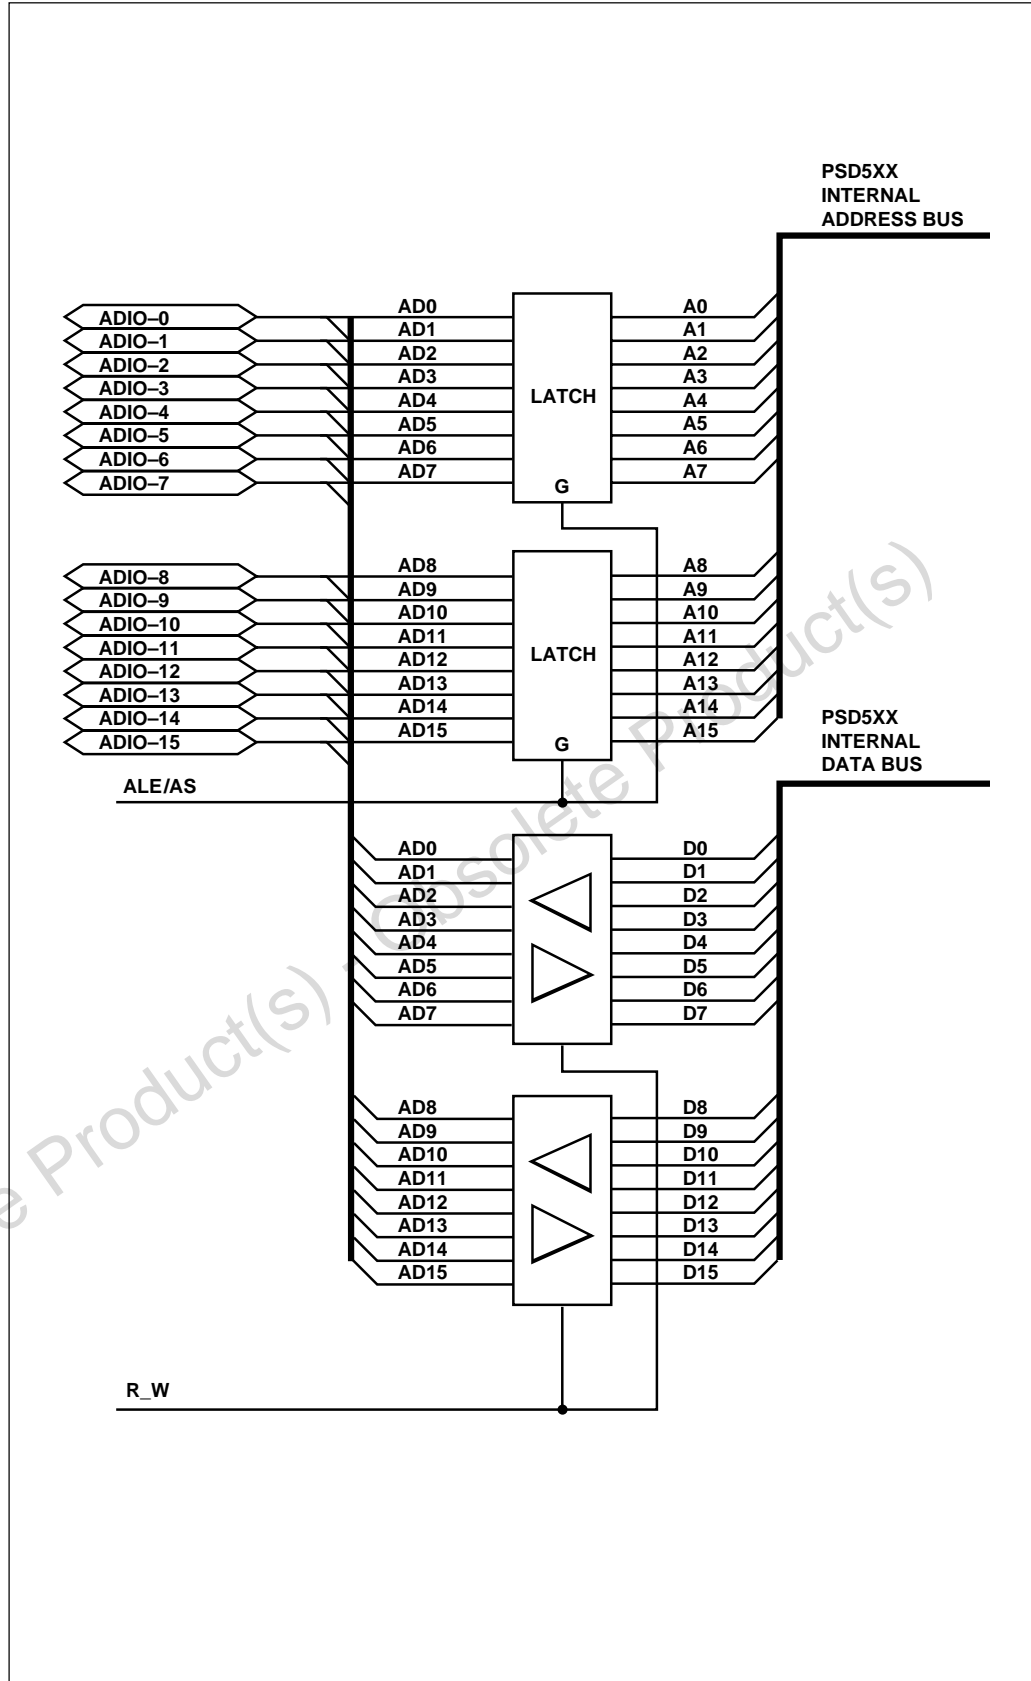 PSD5XX
INTERNAL
ADDRESS BUS
ADIO–0 AD0 A0
ADIO–1 AD1 A1
ADIO–2 AD2 A2
ADIO–3 AD3 A3
ADIO–4 AD4 LATCH A4
ADIO–5 AD5 A5
ADIO–6 AD6 A6
ADIO–7 AD7 A7
G
ADIO–8 AD8 A8
ADIO–9 AD9 A9
ADIO–10 AD10 A10
ADIO–11 AD11 A11
ADIO–12 AD12 LATCH A12
ADIO–13 AD13 A13
ADIO–14 AD14 A14
ADIO–15 AD15 A15
G
PSD5XX
INTERNAL
DATA BUS
ALE/AS
AD0 D0
AD1 D1
AD2 D2
AD3 D3
AD4 D4
AD5 D5
AD6 D6
AD7 D7
AD8 D8
AD9 D9
AD10 D10
AD11 D11
AD12 D12
AD13 D13
AD14 D14
AD15 D15
R_W
e Product(s) - Obsolete Product(s)